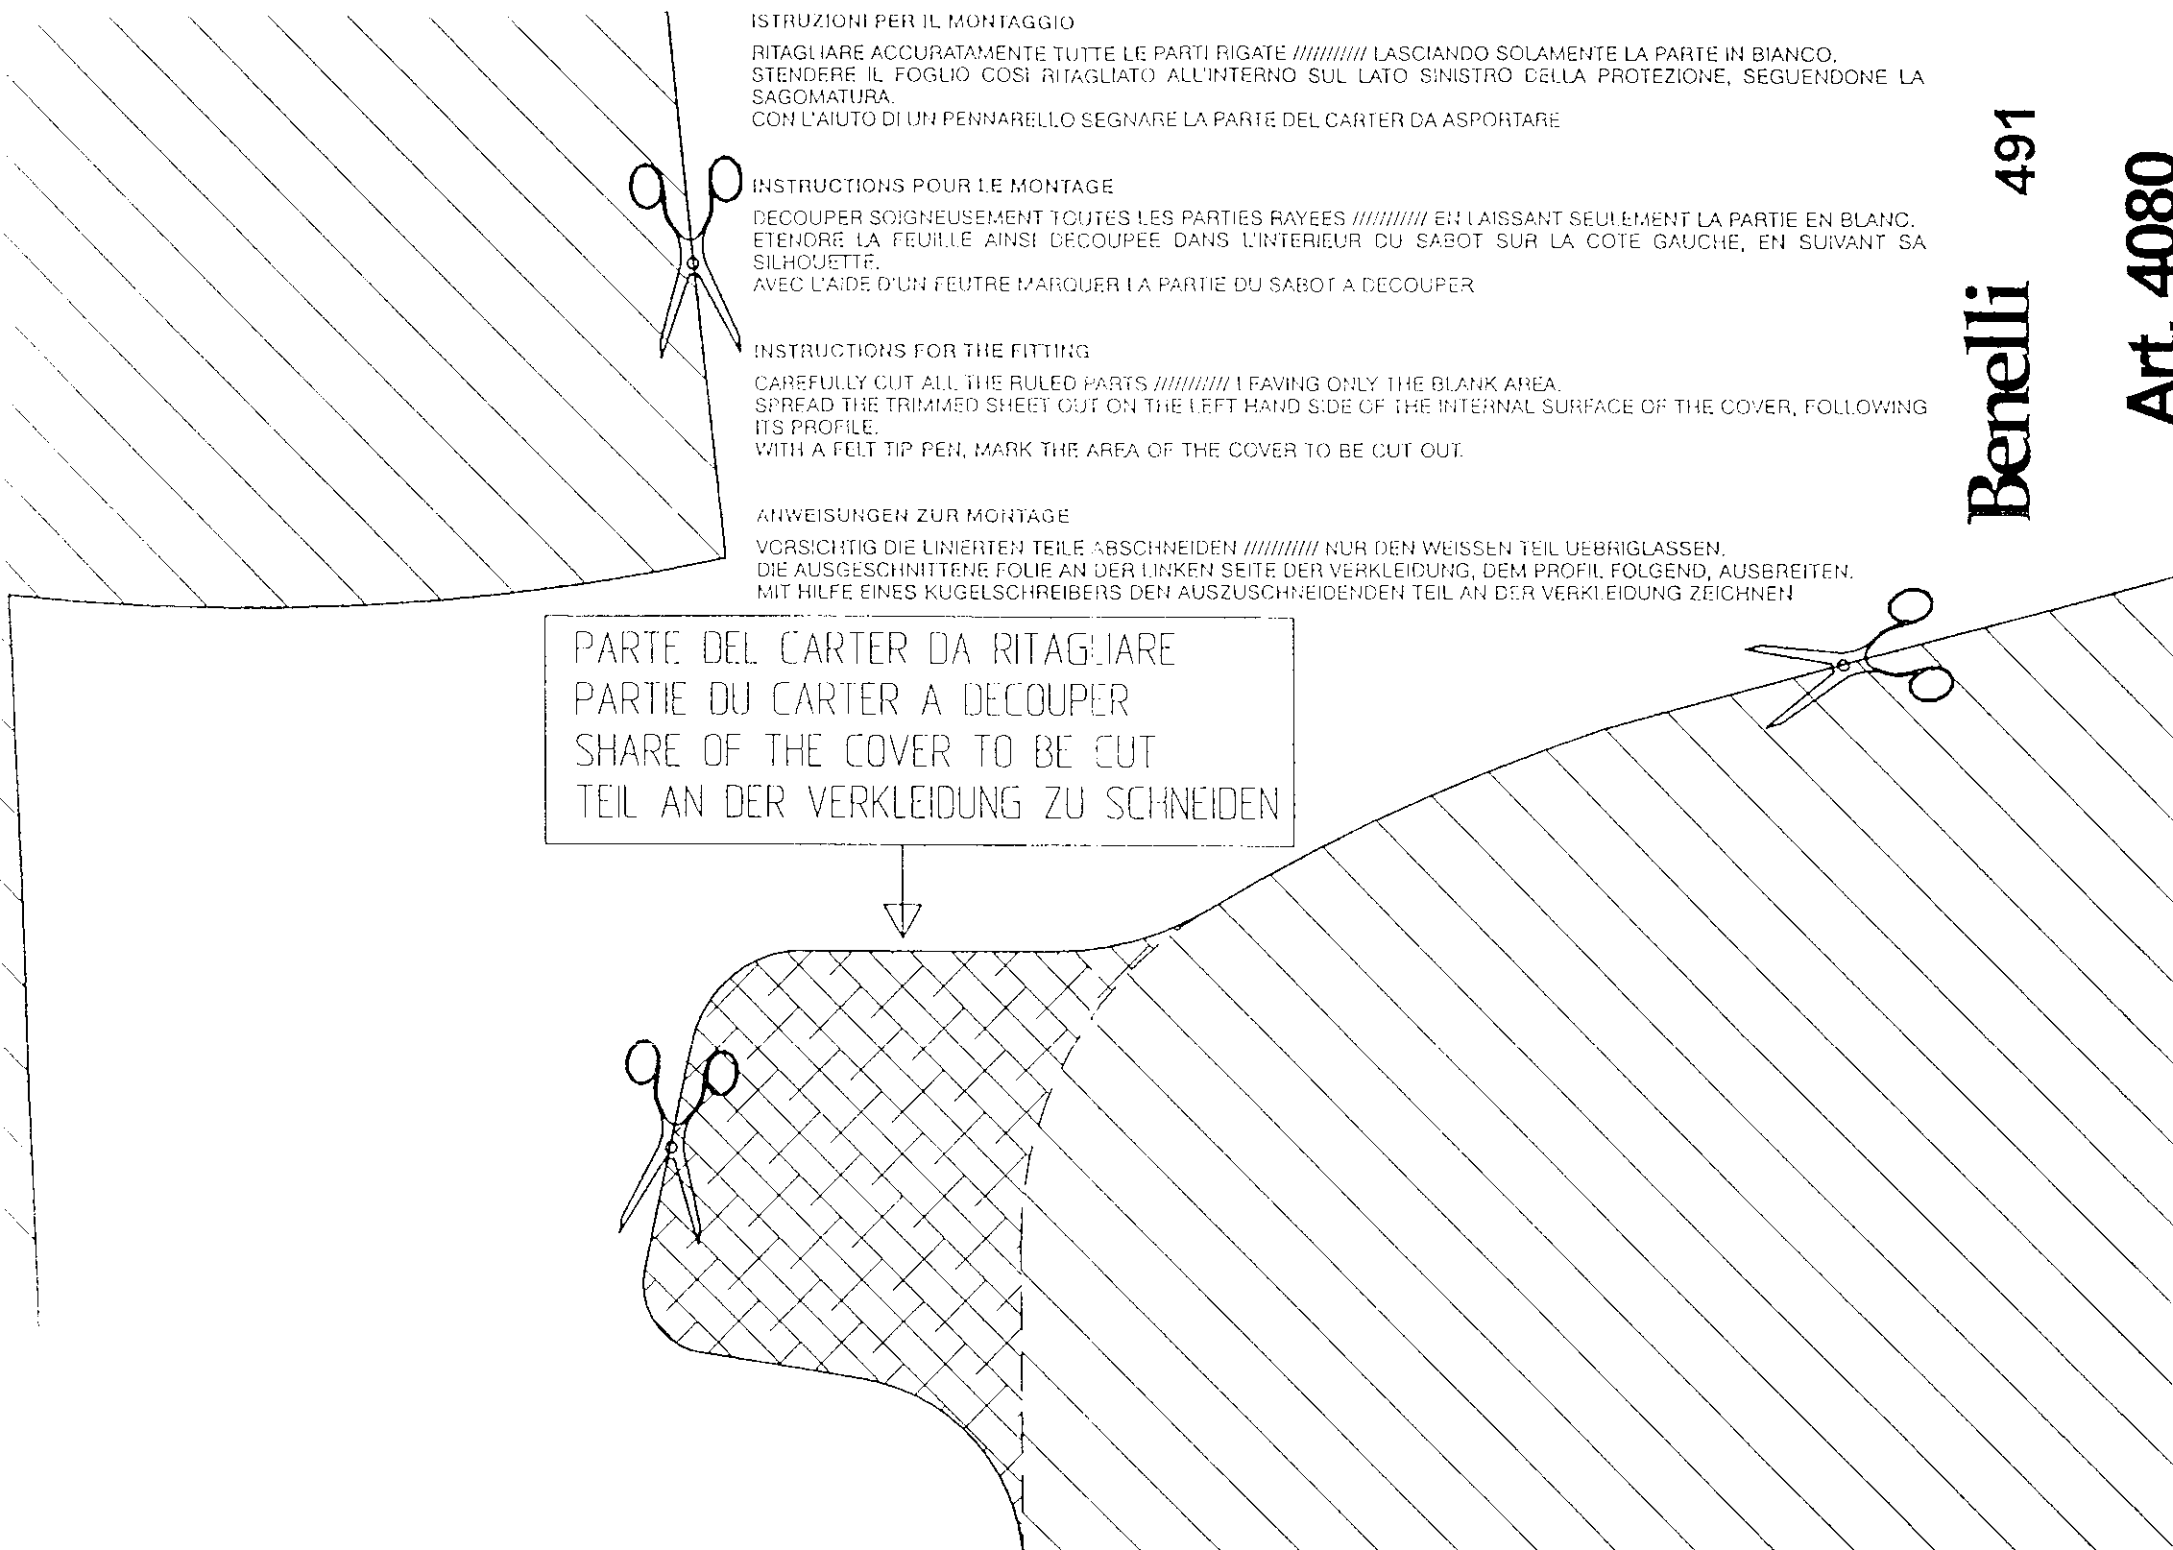 ISTRUZIONI PER IL MONTAGGIO
RITAGLIARE ACCURATAMENTE TUTTE LE PARTI RIGATE /////////// LASCIANDO SOLAMENTE LA PARTE IN BIANCO.
STENDERE IL FOGLIO COSI RITAGLIATO ALL'INTERNO SUL LATO SINISTRO DELLA PROTEZIONE, SEGUENDONE LA
SAGOMATURA.
CON L'AIUTO DI UN PENNARELLO SEGNARE LA PARTE DEL CARTER DA ASPORTARE
INSTRUCTIONS POUR LE MONTAGE
DECOUPER SOIGNEUSEMENT TOUTES LES PARTIES RAYEES /////////// EN LAISSANT SEULEMENT LA PARTIE EN BLANC.
ETENDRE LA FEUILLE AINSI DECOUPEE DANS L'INTERIEUR DU SABOT SUR LA COTE GAUCHE, EN SUIVANT SA
SILHOUETTE.
AVEC L'AIDE D'UN FEUTRE MARQUER LA PARTIE DU SABOT A DECOUPER
INSTRUCTIONS FOR THE FITTING
CAREFULLY CUT ALL THE RULED PARTS /////////// LEAVING ONLY THE BLANK AREA.
SPREAD THE TRIMMED SHEET OUT ON THE LEFT HAND SIDE OF THE INTERNAL SURFACE OF THE COVER, FOLLOWING
ITS PROFILE.
WITH A FELT TIP PEN, MARK THE AREA OF THE COVER TO BE CUT OUT.
ANWEISUNGEN ZUR MONTAGE
VORSICHTIG DIE LINIERTEN TEILE ABSCHNEIDEN /////////// NUR DEN WEISSEN TEIL UEBRIGLASSEN.
DIE AUSGESCHNITTENE FOLIE AN DER LINKEN SEITE DER VERKLEIDUNG, DEM PROFIL FOLGEND, AUSBREITEN.
MIT HILFE EINES KUGELSCHREIBERS DEN AUSZUSCHNEIDENDEN TEIL AN DER VERKLEIDUNG ZEICHNEN
Benelli 491
Art. 4080
PARTE DEL CARTER DA RITAGLIARE
PARTIE DU CARTER A DECOUPER
SHARE OF THE COVER TO BE CUT
TEIL AN DER VERKLEIDUNG ZU SCHNEIDEN